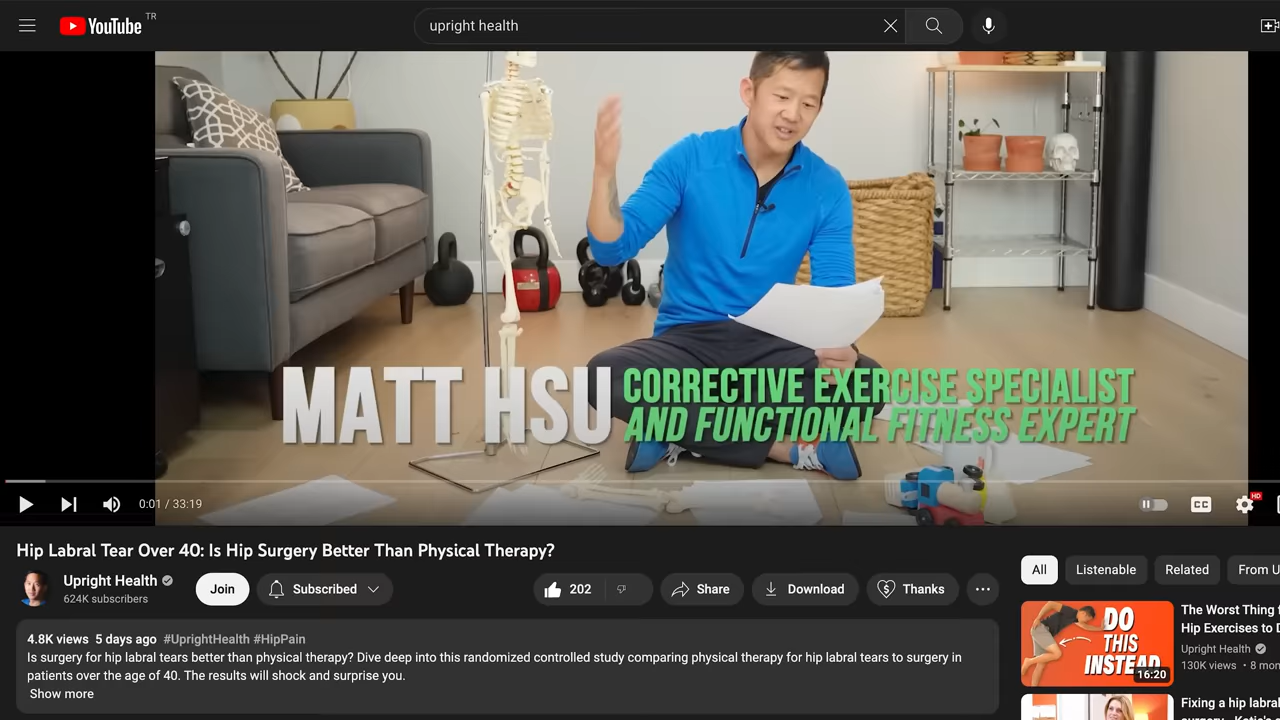 YouTube TR
upright health
MATT HSU
CORRECTIVE EXERCISE SPECIALIST
AND FUNCTIONAL FITNESS EXPERT
0:01 / 33:19
CC
HD
Hip Labral Tear Over 40: Is Hip Surgery Better Than Physical Therapy?
Upright Health
624K subscribers
Join
Subscribed
202
Share
Download
Thanks
4.8K views 5 days ago #UprightHealth #HipPain
Is surgery for hip labral tears better than physical therapy? Dive deep into this randomized controlled study comparing physical therapy for hip labral tears to surgery in
patients over the age of 40. The results will shock and surprise you.
Show more
All
Listenable
Related
From U
DO
THIS
INSTEAD
16:20
The Worst Thing f
Hip Exercises to D
Upright Health
130K views • 8 mon
Fixing a hip labral